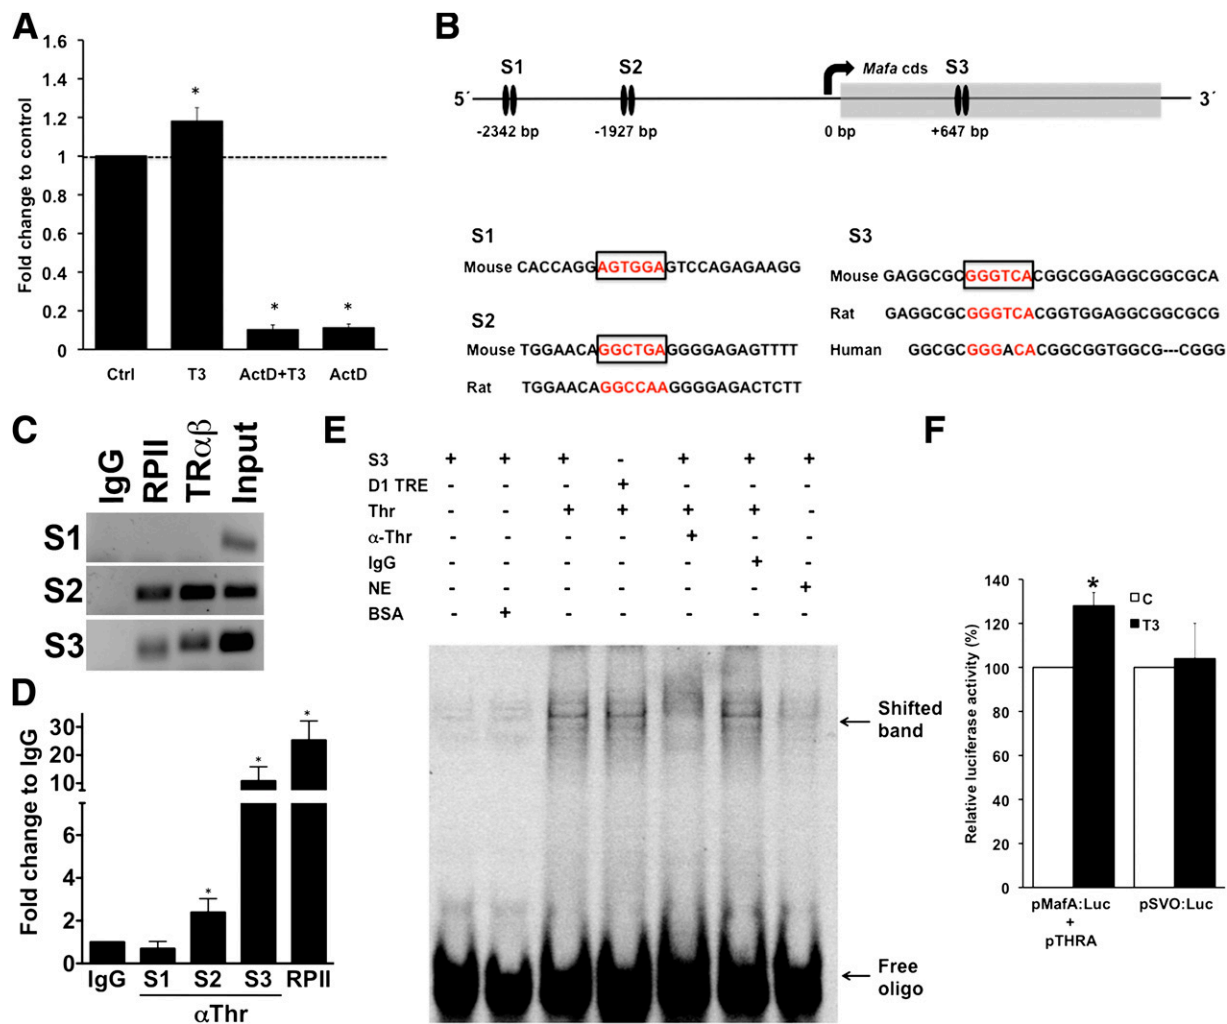 A
1.6
1.4
1.2
1
0.8
0.6
0.4
0.2
0
Fold change to control
*
*
*
Ctrl T3 ActD+T3 ActD
B
S1 S2 Mafa cds S3
5´ 3´
-2342 bp -1927 bp 0 bp +647 bp
S1
Mouse CACCAGGAGTGGAGTCCAGAGAAGG
S2
Mouse TGGAACAGGCTGAGGGGAGAGTTTT
Rat TGGAACAGGCCAAGGGGAGACTCTT
S3
Mouse GAGGCGCGGGTCACGGCGGAGGCGGCGCA
Rat GAGGCGCGGGTCACGGTGGAGGCGGCGCG
Human GGCGCGGGACACGGCGGTGGCG---CGGG
C
IgG RPII TRαβ Input
S1
S2
S3
D
Fold change to IgG
30
20
10
6
4
2
0
*
*
*
IgG S1 S2 S3 RPII
αThr
E
S3 + + + - + + +
D1 TRE - - - + - - -
Thr - - + + + + -
α-Thr - - - - + - -
IgG - - - - - + -
NE - - - - - - +
BSA - + - - - - -
Shifted
band
Free
oligo
F
Relative luciferase activity (%)
140
120
100
80
60
40
20
0
*
C
T3
pMafA:Luc
+
pTHRA
pSVO:Luc